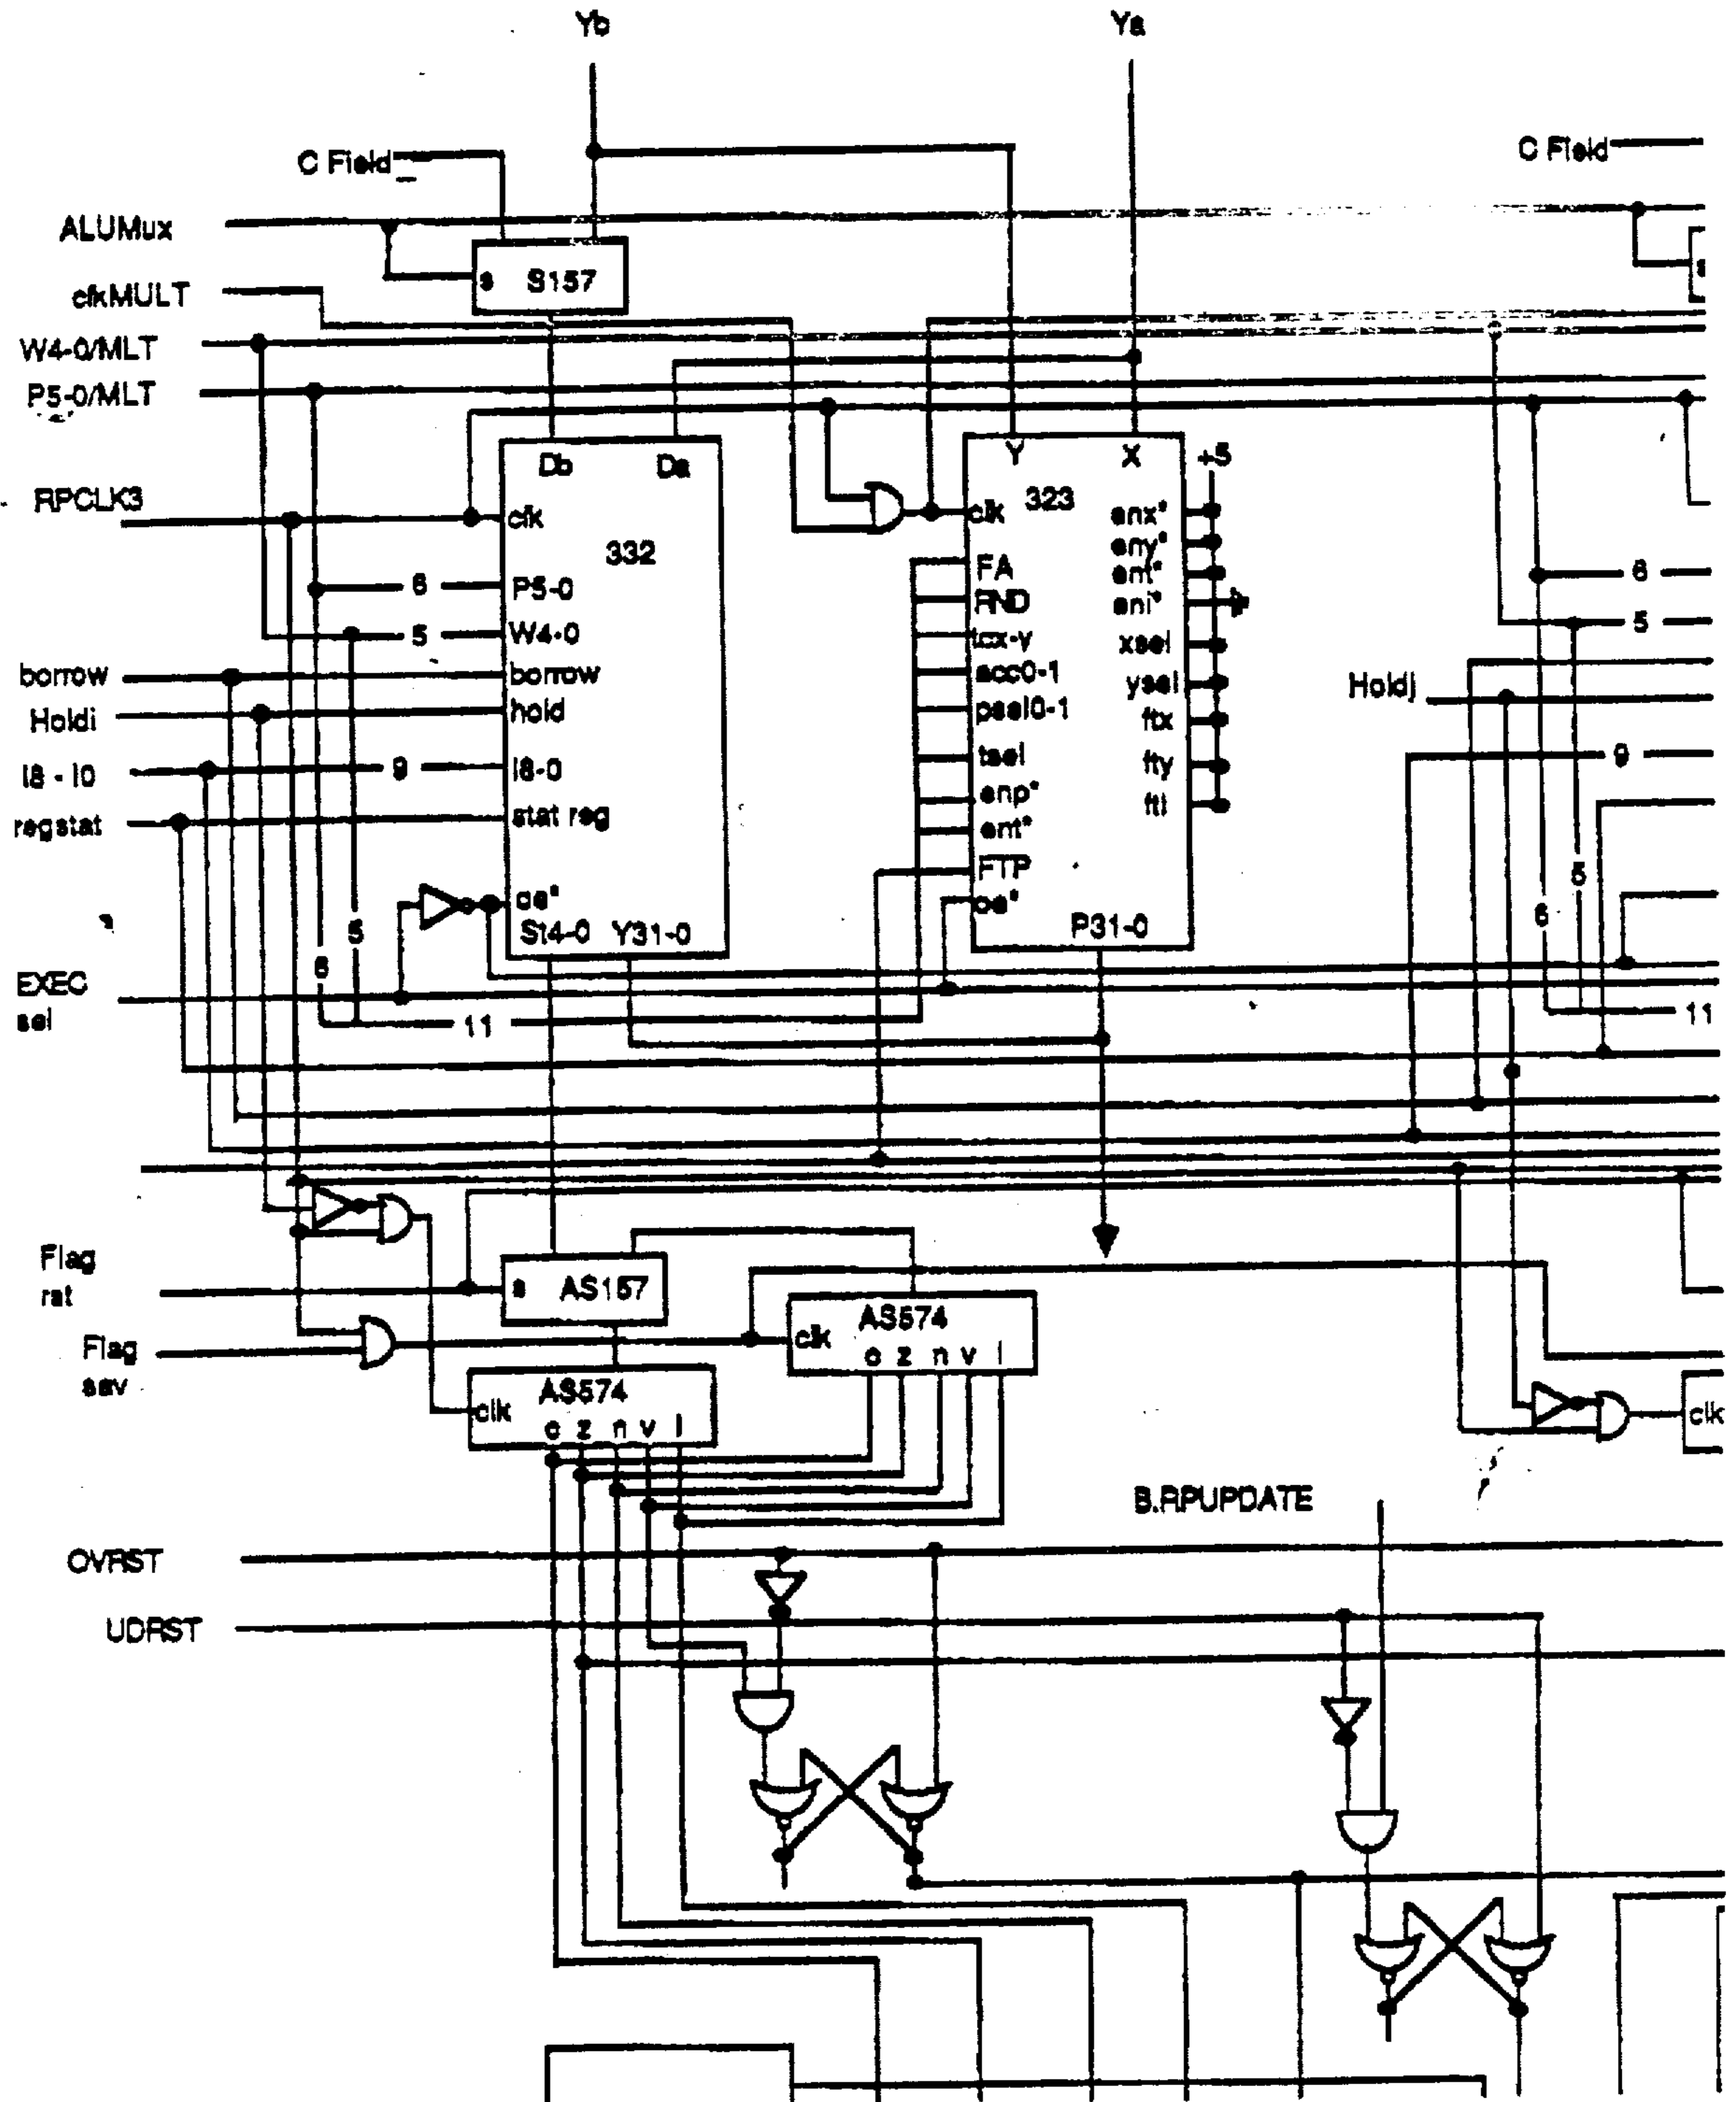 Yb
Ya
C Field
C Field
ALUMux
s
S157
clkMULT
W4-0/MLT
P5-0/MLT
Db
Da
Y
X
+5
RPCLK3
clk
332
clk
323
enx*
eny*
FA
ent*
6
P5-0
RND
eni*
6
5
W4-0
tcx-y
xsel
5
borrow
borrow
acc0-1
ysel
Holdj
Holdi
hold
psel0-1
ftx
I8 - I0
9
I8-0
tsel
fty
9
regstat
stat reg
enp*
fti
ent*
FTP
5
oe*
oe*
5
St4-0
Y31-0
P31-0
6
6
EXEC
sel
11
11
Flag
rst
s
AS157
AS574
clk
c z n v l
Flag
sav
AS574
clk
c z n v l
clk
B.RPUPDATE
OVRST
UDRST